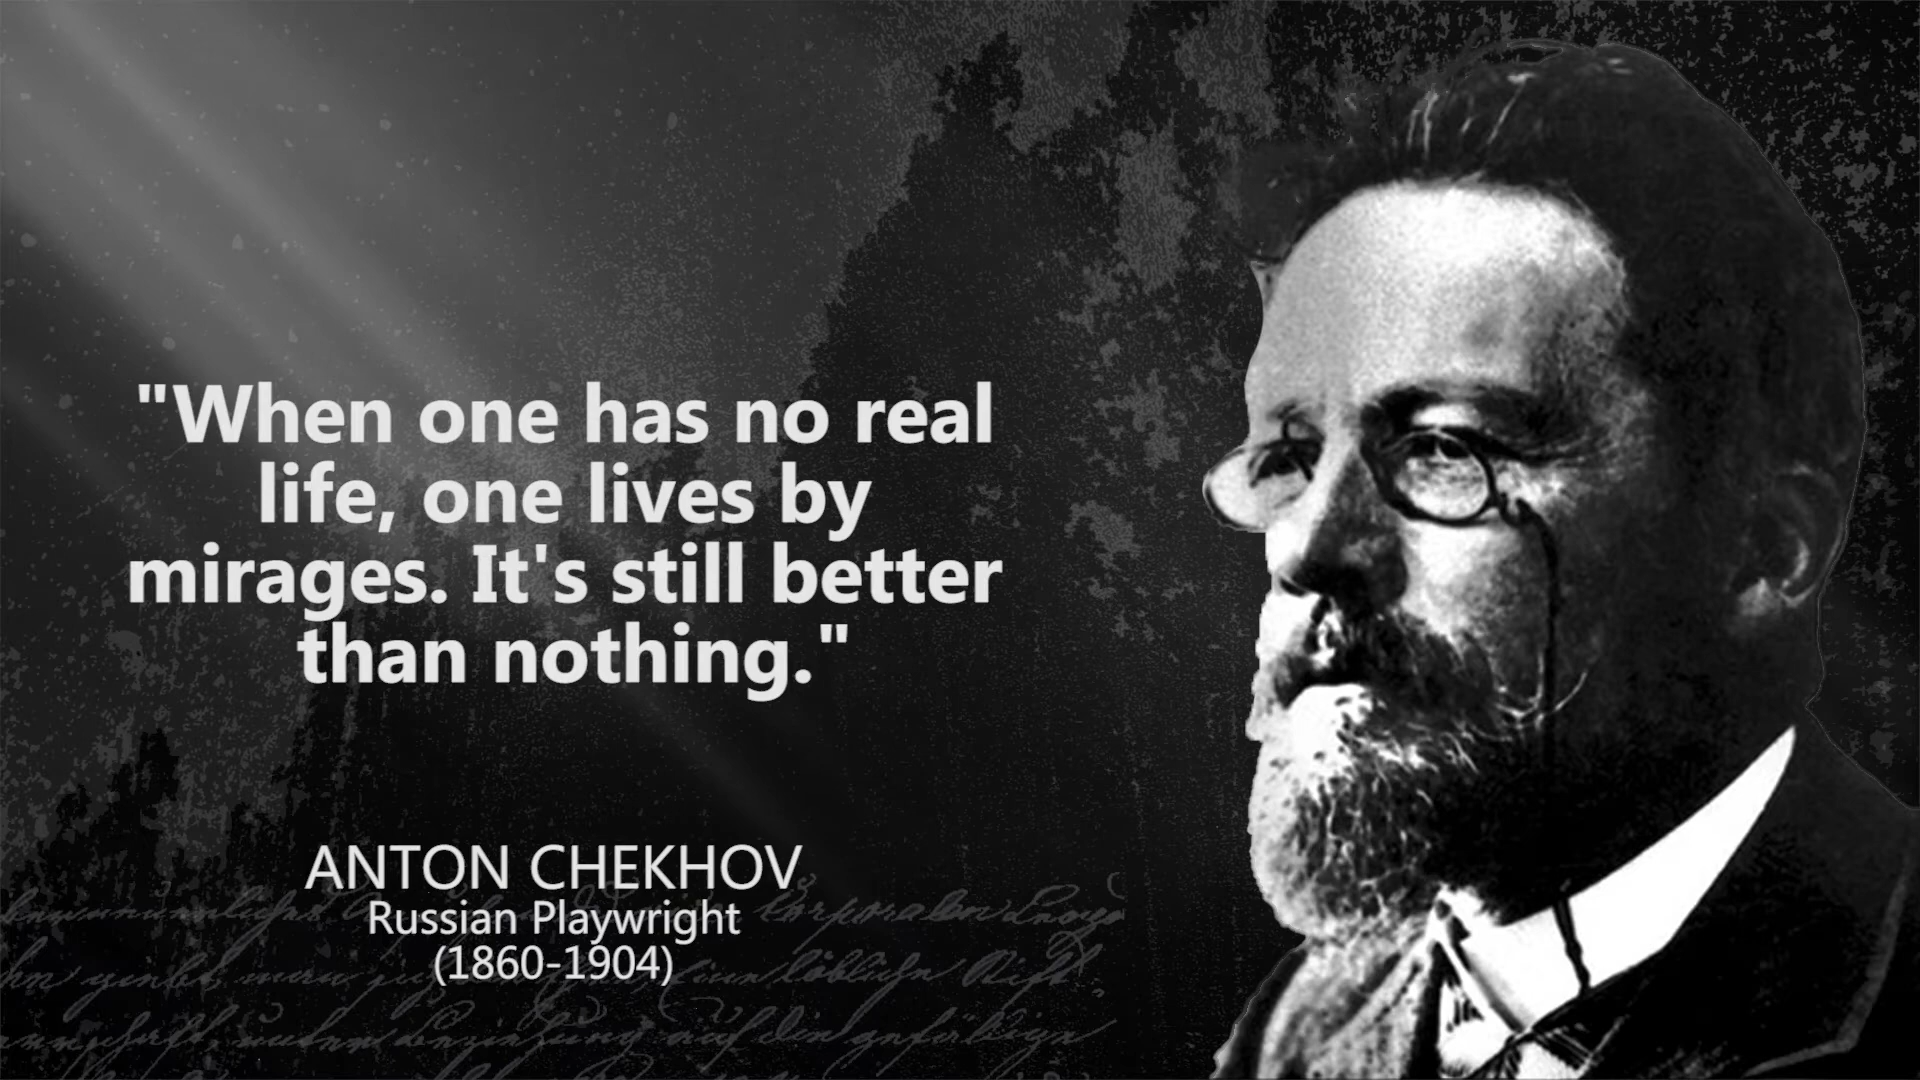 "When one has no real
life, one lives by
mirages. It's still better
than nothing."
ANTON CHEKHOV
Russian Playwright
(1860-1904)